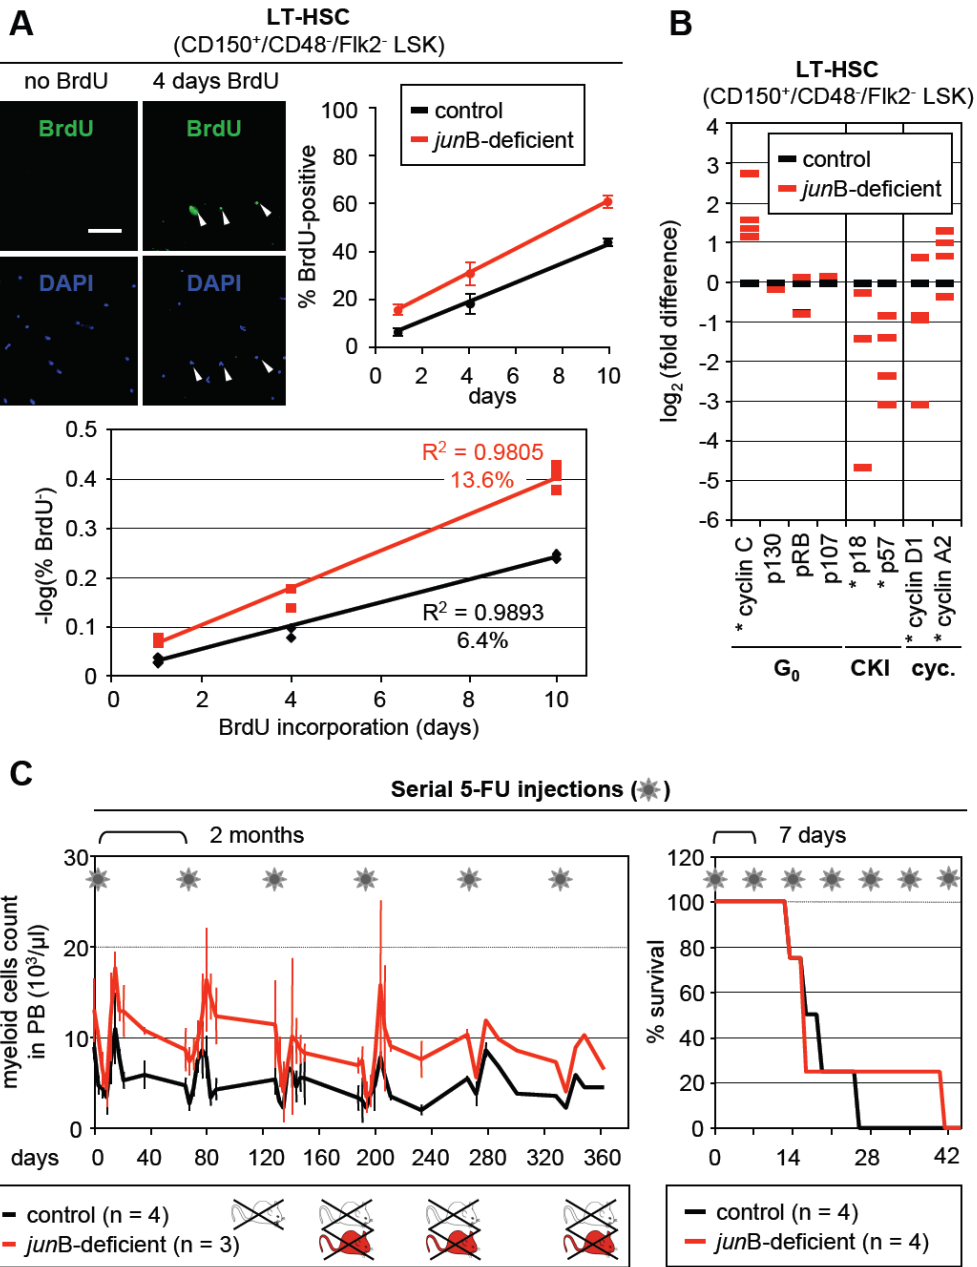 A
LT-HSC
(CD150+/CD48-/Flk2- LSK)
no BrdU
4 days BrdU
BrdU
BrdU
DAPI
DAPI
% BrdU-positive
100
80
60
40
20
0
0 2 4 6 8 10
days
control
junB-deficient
-log(% BrdU-)
0.5
0.4
0.3
0.2
0.1
0
R2 = 0.9805
13.6%
R2 = 0.9893
6.4%
0 2 4 6 8 10
BrdU incorporation (days)
B
LT-HSC
(CD150+/CD48-/Flk2- LSK)
control
junB-deficient
log2 (fold difference)
4
3
2
1
0
-1
-2
-3
-4
-5
-6
* cyclin C
p130
pRB
p107
* p18
* p57
* cyclin D1
* cyclin A2
G0
CKI
cyc.
C
Serial 5-FU injections ( )
2 months
myeloid cells count
in PB (103/µl)
30
20
10
0
days
0 40 80 120 160 200 240 280 320 360
control (n = 4)
junB-deficient (n = 3)
7 days
% survival
120
100
80
60
40
20
0
0 14 28 42
control (n = 4)
junB-deficient (n = 4)